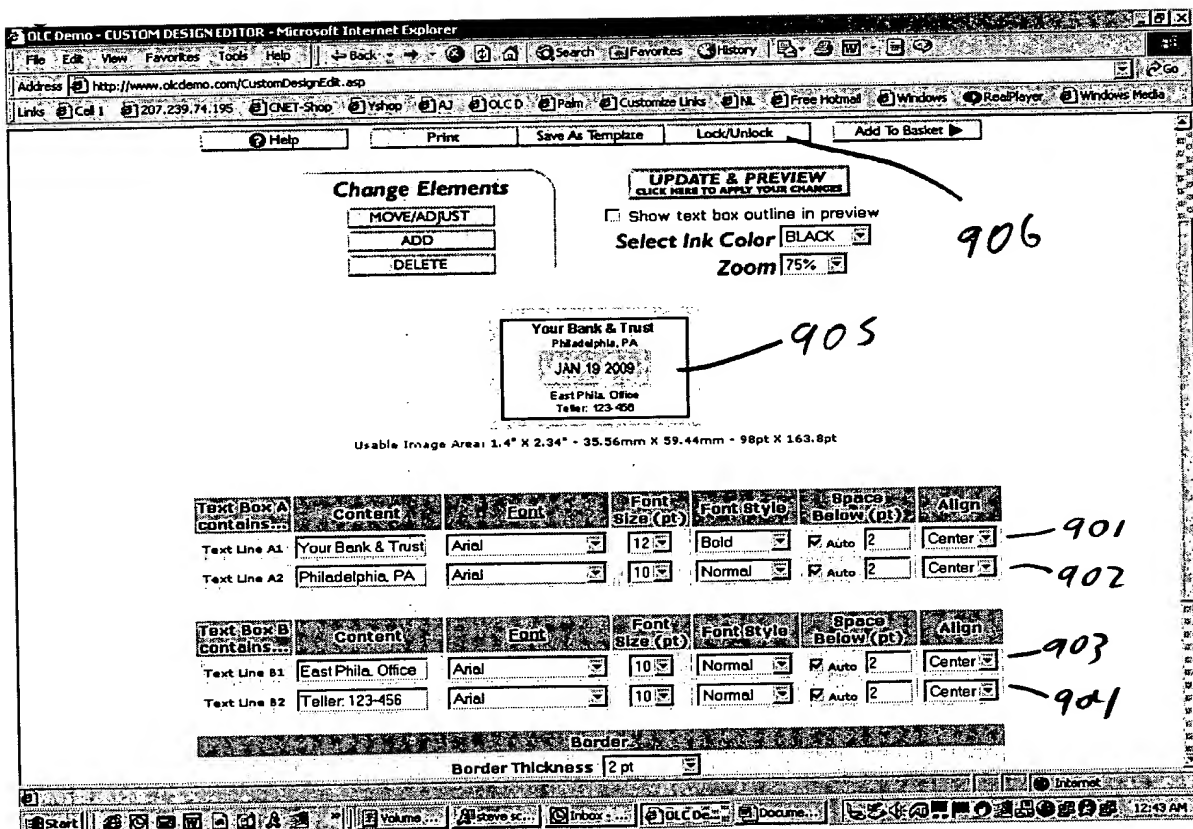 OLC Demo - CUSTOM DESIGN EDITOR - Microsoft Internet Explorer
File Edit View Favorites Tools Help Back Search Favorites History
Address http://www.olcdemo.com/CustomDesignEdit.asp Go
Links Call 1 207.239.74.195 CNET-Shop Yshop AJ OLC D Palm Customize Links NL Free Hotmail Windows RealPlayer Windows Media
Help Print Save As Template Lock/Unlock Add To Basket
Change Elements
MOVE/ADJUST
ADD
DELETE
UPDATE & PREVIEW
CLICK HERE TO APPLY YOUR CHANGES
Show text box outline in preview
Select Ink Color BLACK
Zoom 75%
906
Your Bank & Trust
Philadelphia, PA
JAN 19 2009
East Phila. Office
Teller: 123-456
905
Usable Image Area: 1.4" X 2.34" - 35.56mm X 59.44mm - 98pt X 163.8pt
Text Box A contains... Content Font Font Size (pt) Font Style Space Below (pt) Align
Text Line A1 Your Bank & Trust Arial 12 Bold Auto 2 Center 901
Text Line A2 Philadelphia, PA Arial 10 Normal Auto 2 Center 902
Text Box B contains... Content Font Font Size (pt) Font Style Space Below (pt) Align
Text Line B1 East Phila. Office Arial 10 Normal Auto 2 Center 903
Text Line B2 Teller: 123-456 Arial 10 Normal Auto 2 Center 904
Border
Border Thickness 2 pt
Internet
Start Volume... steve sc... Inbox - ... OLC De... Docume... 12:43 AM